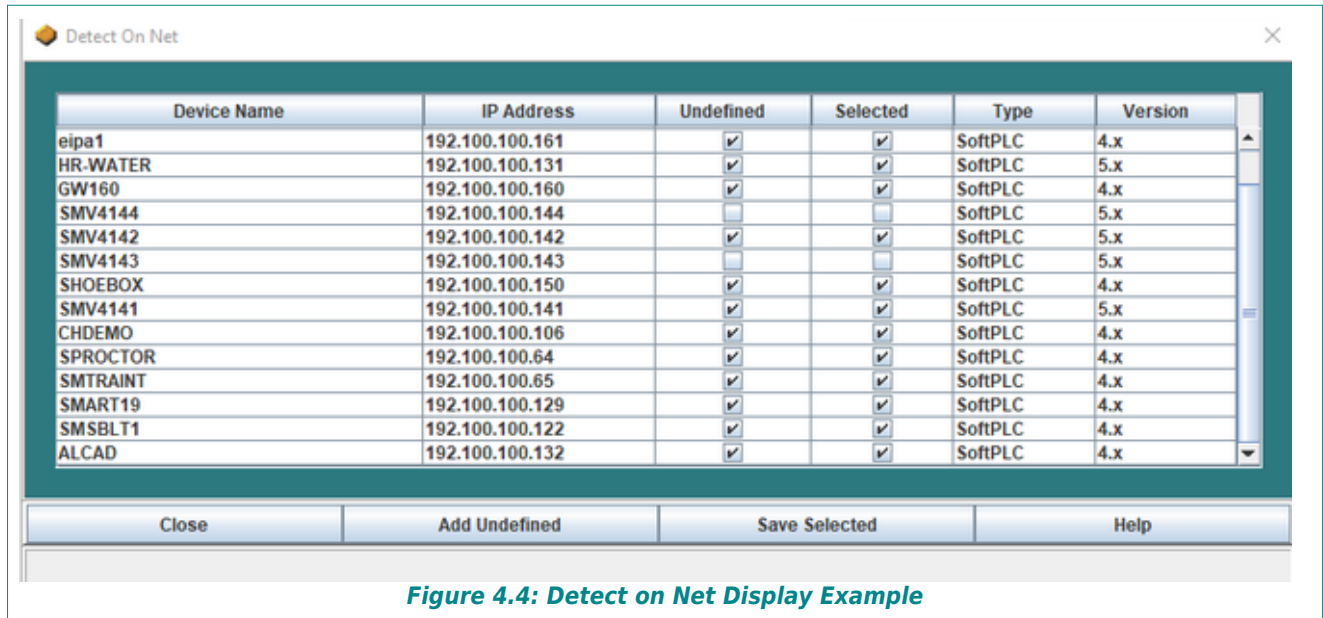 Detect On Net
Device Name IP Address Undefined Selected Type Version
eipa1 192.100.100.161 SoftPLC 4.x
HR-WATER 192.100.100.131 SoftPLC 5.x
GW160 192.100.100.160 SoftPLC 4.x
SMV4144 192.100.100.144 SoftPLC 5.x
SMV4142 192.100.100.142 SoftPLC 5.x
SMV4143 192.100.100.143 SoftPLC 5.x
SHOEBOX 192.100.100.150 SoftPLC 4.x
SMV4141 192.100.100.141 SoftPLC 5.x
CHDEMO 192.100.100.106 SoftPLC 4.x
SPROCTOR 192.100.100.64 SoftPLC 4.x
SMTRAINT 192.100.100.65 SoftPLC 4.x
SMART19 192.100.100.129 SoftPLC 4.x
SMSBLT1 192.100.100.122 SoftPLC 4.x
ALCAD 192.100.100.132 SoftPLC 4.x
Close Add Undefined Save Selected Help
Figure 4.4: Detect on Net Display Example